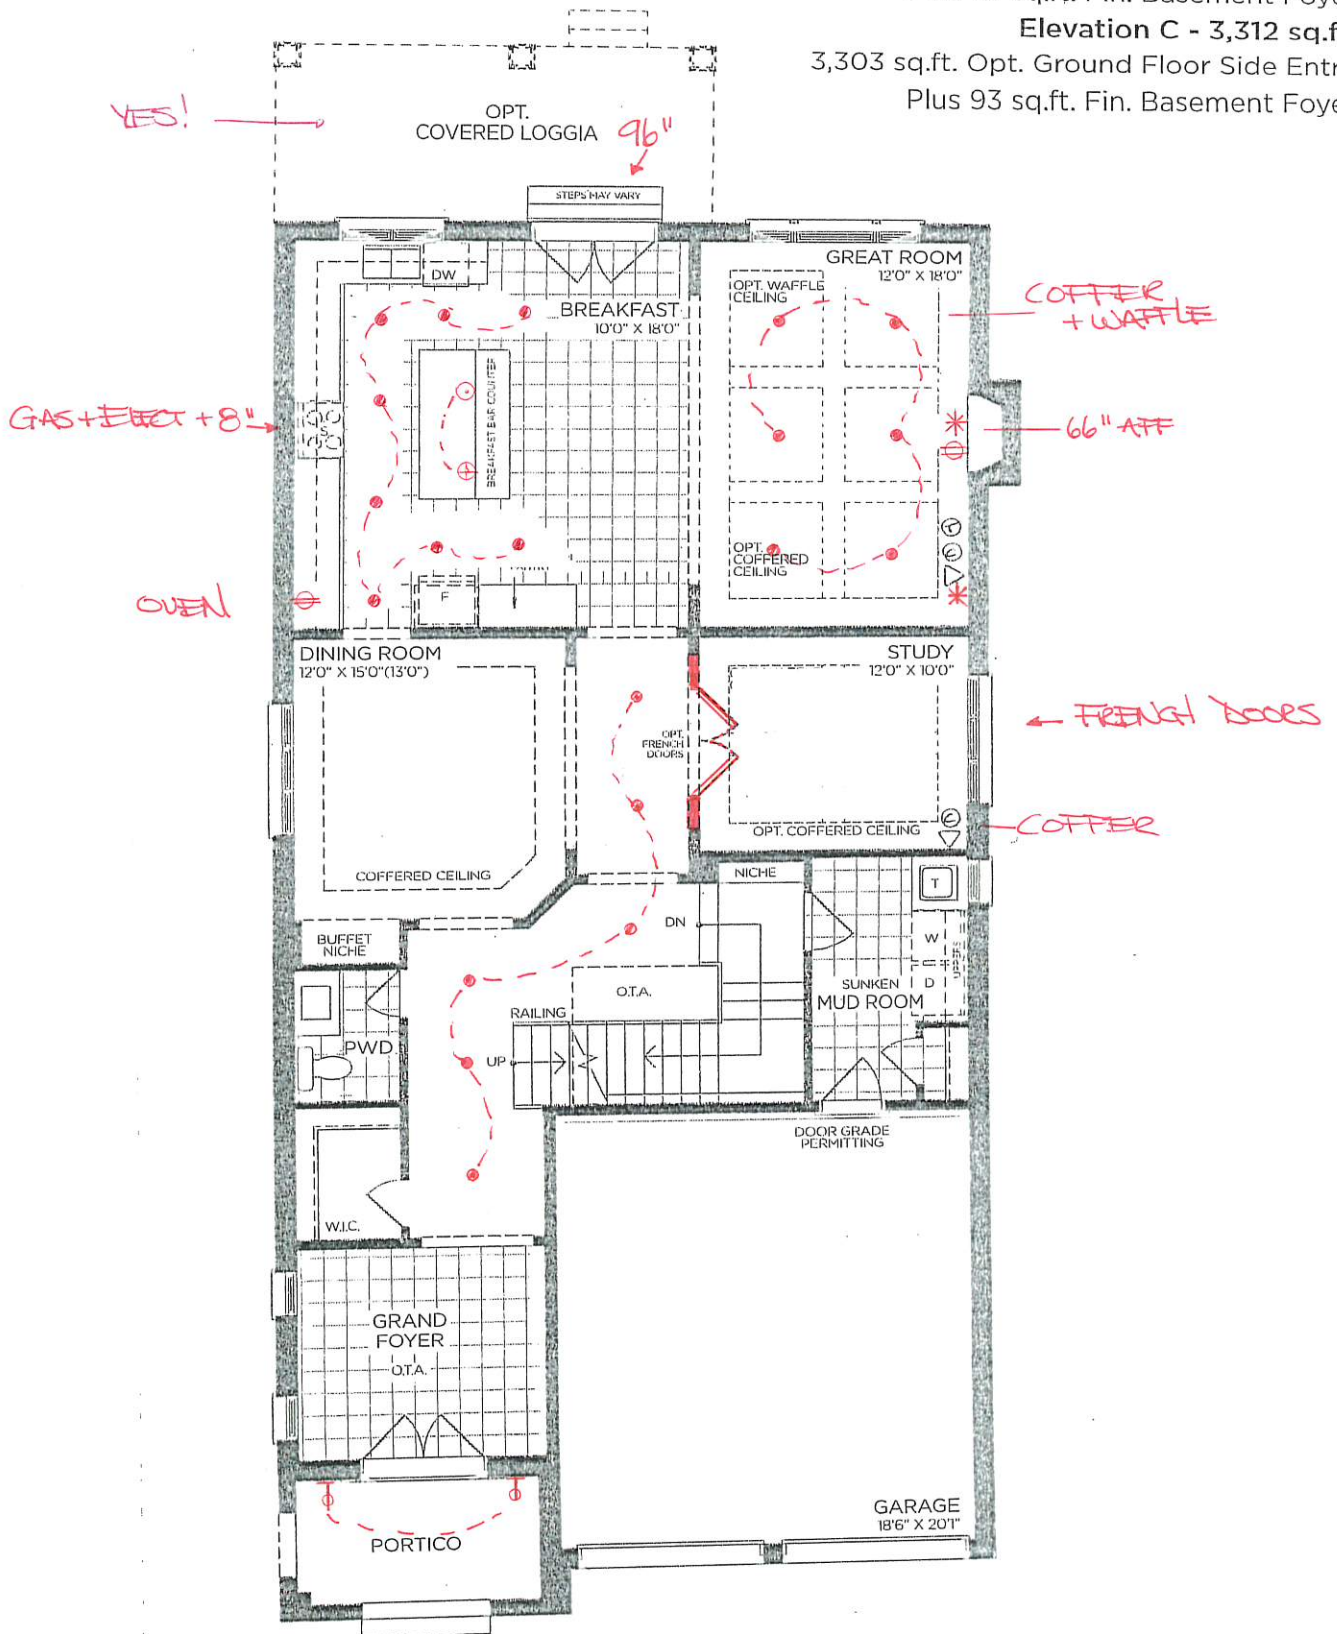 Elevation C - 3,312 sq.f
3,303 sq.ft. Opt. Ground Floor Side Entr
Plus 93 sq.ft. Fin. Basement Foye
YES!
OPT.
COVERED LOGGIA
96"
STEPS MAY VARY
DW
BREAKFAST
10'0" X 18'0"
GREAT ROOM
12'0" X 18'0"
OPT. WAFFLE
CEILING
COFFER
+ WAFFLE
GAS + ELECT + 8"
BREAKFAST BAR COUNTER
66" AFF
OPT.
COFFERED
CEILING
T
C
OVEN
F
DINING ROOM
12'0" X 15'0"(13'0")
STUDY
12'0" X 10'0"
OPT.
FRENCH
DOORS
FRENCH DOORS
C
OPT. COFFERED CEILING
COFFER
COFFERED CEILING
NICHE
T
BUFFET
NICHE
DN
W
UPPERS
D
O.T.A.
SUNKEN
MUD ROOM
RAILING
PWD
UP
DOOR GRADE
PERMITTING
W.I.C.
GRAND
FOYER
O.T.A.
GARAGE
18'6" X 20'1"
PORTICO